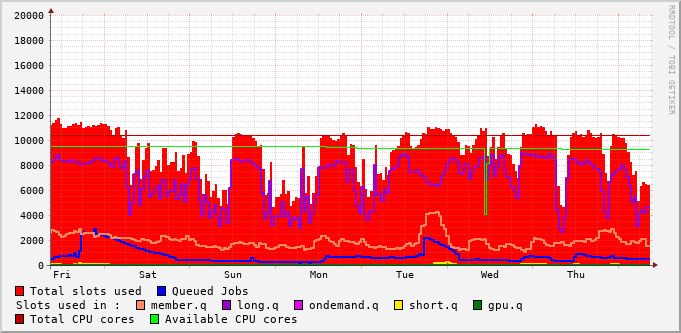 20000
18000
16000
14000
12000
10000
8000
6000
4000
2000
0
Fri Sat Sun Mon Tue Wed Thu
Total slots used Queued Jobs
Slots used in : member.q long.q ondemand.q short.q gpu.q
Total CPU cores Available CPU cores
RRDTOOL / TOBI OETIKER